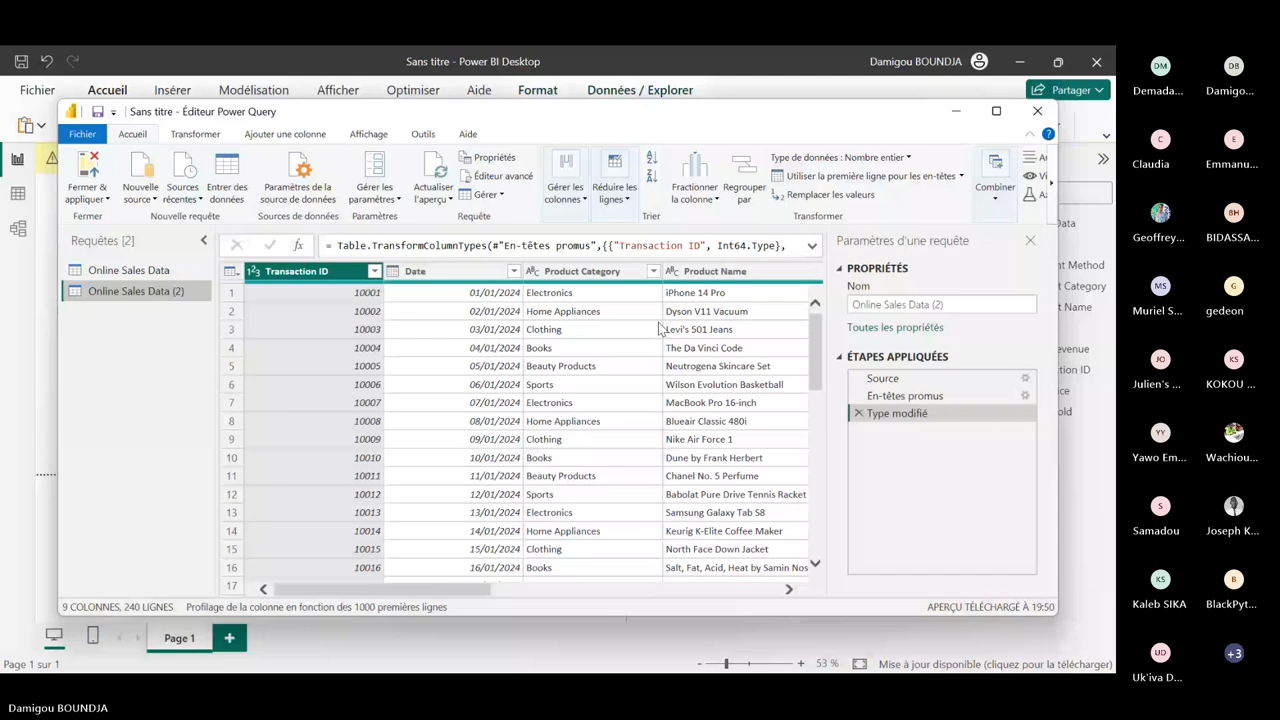 Sans titre - Power BI Desktop
Damigou BOUNDJA
Fichier Accueil Insérer Modélisation Afficher Optimiser Aide Format Données / Explorer
Partager
Sans titre - Éditeur Power Query
Fichier Accueil Transformer Ajouter une colonne Affichage Outils Aide
Fermer & appliquer
Fermer
Nouvelle source
Sources récentes
Entrer des données
Nouvelle requête
Paramètres de la source de données
Sources de données
Gérer les paramètres
Paramètres
Actualiser l'aperçu
Propriétés
Éditeur avancé
Gérer
Requête
Gérer les colonnes
Réduire les lignes
Trier
Fractionner la colonne
Regrouper par
Type de données : Nombre entier
Utiliser la première ligne pour les en-têtes
Remplacer les valeurs
Transformer
Combiner
Requêtes [2]
Online Sales Data
Online Sales Data (2)
= Table.TransformColumnTypes(#"En-têtes promus",{{"Transaction ID", Int64.Type},
Transaction ID Date Product Category Product Name
1 10001 01/01/2024 Electronics iPhone 14 Pro
2 10002 02/01/2024 Home Appliances Dyson V11 Vacuum
3 10003 03/01/2024 Clothing Levi's 501 Jeans
4 10004 04/01/2024 Books The Da Vinci Code
5 10005 05/01/2024 Beauty Products Neutrogena Skincare Set
6 10006 06/01/2024 Sports Wilson Evolution Basketball
7 10007 07/01/2024 Electronics MacBook Pro 16-inch
8 10008 08/01/2024 Home Appliances Blueair Classic 480i
9 10009 09/01/2024 Clothing Nike Air Force 1
10 10010 10/01/2024 Books Dune by Frank Herbert
11 10011 11/01/2024 Beauty Products Chanel No. 5 Perfume
12 10012 12/01/2024 Sports Babolat Pure Drive Tennis Racket
13 10013 13/01/2024 Electronics Samsung Galaxy Tab S8
14 10014 14/01/2024 Home Appliances Keurig K-Elite Coffee Maker
15 10015 15/01/2024 Clothing North Face Down Jacket
16 10016 16/01/2024 Books Salt, Fat, Acid, Heat by Samin Nos
17
Paramètres d'une requête
PROPRIÉTÉS
Nom
Online Sales Data (2)
Toutes les propriétés
ÉTAPES APPLIQUÉES
Source
En-têtes promus
Type modifié
9 COLONNES, 240 LIGNES Profilage de la colonne en fonction des 1000 premières lignes
APERÇU TÉLÉCHARGÉ À 19:50
Page 1
Page 1 sur 1
53 %
Mise à jour disponible (cliquez pour la télécharger)
DM DB
Demada... Damigo...
C E
Claudia Emmanu...
BH
Geoffrey... BIDASSA...
MS G
Muriel S... gedeon
JO KS
Julien's ... KOKOU ...
YY
Yawo Em... Wachiou...
S
Samadou Joseph K...
KS B
Kaleb SIKA BlackPyt...
UD +3
Uk'iva D...
Damigou BOUNDJA